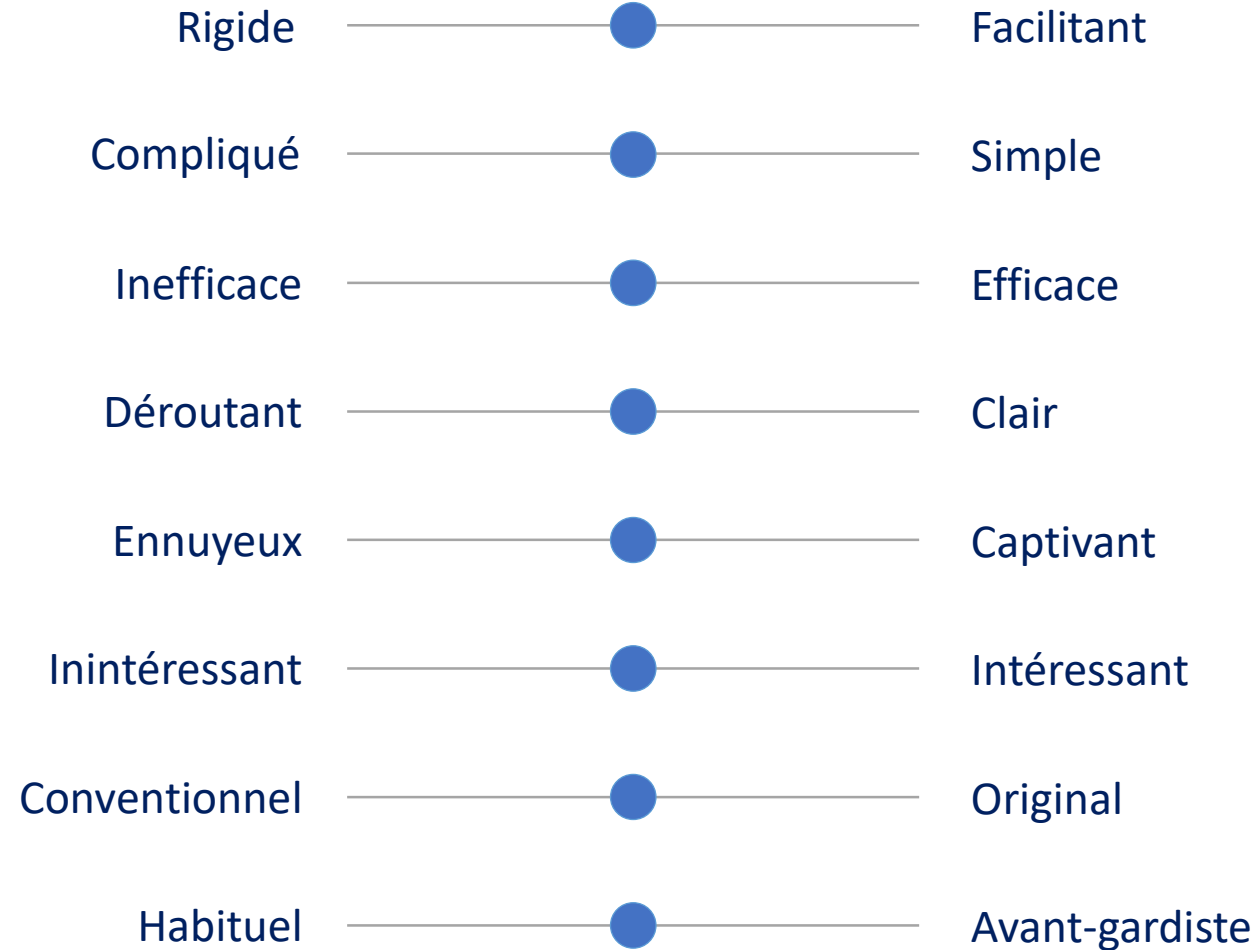 Rigide Facilitant
Compliqué Simple
Inefficace Efficace
Déroutant Clair
Ennuyeux Captivant
Inintéressant Intéressant
Conventionnel Original
Habituel Avant-gardiste